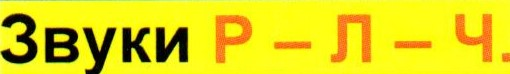 Звуки Р – Л – Ч.